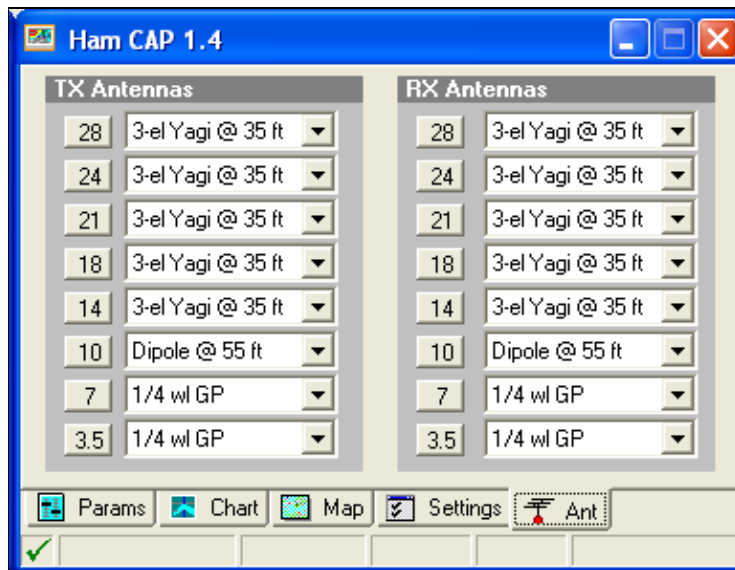 Ham CAP 1.4
TX Antennas
28 3-el Yagi @ 35 ft
24 3-el Yagi @ 35 ft
21 3-el Yagi @ 35 ft
18 3-el Yagi @ 35 ft
14 3-el Yagi @ 35 ft
10 Dipole @ 55 ft
7 1/4 wl GP
3.5 1/4 wl GP
RX Antennas
28 3-el Yagi @ 35 ft
24 3-el Yagi @ 35 ft
21 3-el Yagi @ 35 ft
18 3-el Yagi @ 35 ft
14 3-el Yagi @ 35 ft
10 Dipole @ 55 ft
7 1/4 wl GP
3.5 1/4 wl GP
Params Chart Map Settings Ant